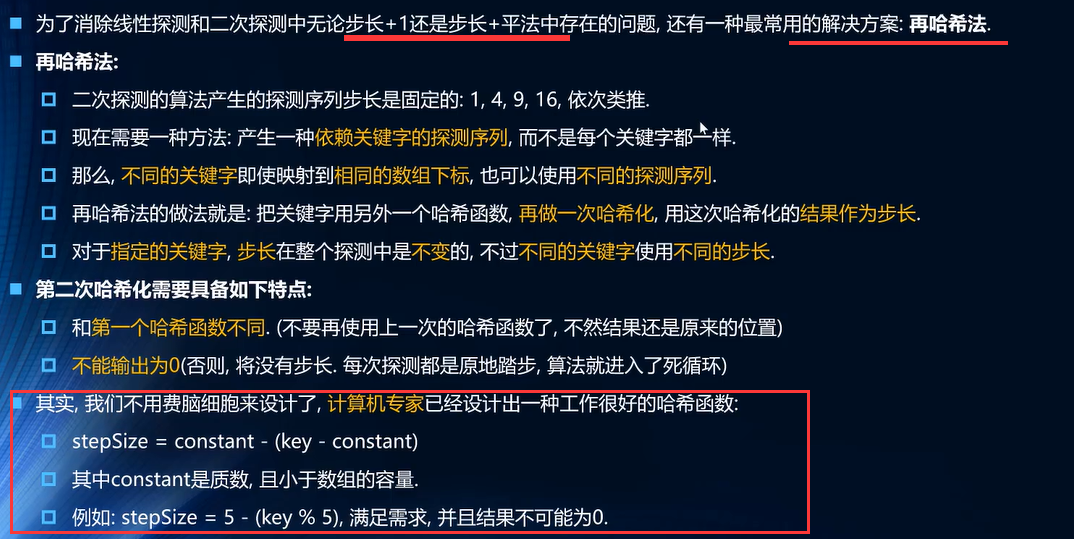 为了消除线性探测和二次探测中无论步长+1还是步长+平法中存在的问题, 还有一种最常用的解决方案: 再哈希法.
再哈希法:
二次探测的算法产生的探测序列步长是固定的: 1, 4, 9, 16, 依次类推.
现在需要一种方法: 产生一种依赖关键字的探测序列, 而不是每个关键字都一样.
那么, 不同的关键字即使映射到相同的数组下标, 也可以使用不同的探测序列.
再哈希法的做法就是: 把关键字用另外一个哈希函数, 再做一次哈希化, 用这次哈希化的结果作为步长.
对于指定的关键字, 步长在整个探测中是不变的, 不过不同的关键字使用不同的步长.
第二次哈希化需要具备如下特点:
和第一个哈希函数不同. (不要再使用上一次的哈希函数了, 不然结果还是原来的位置)
不能输出为0(否则, 将没有步长. 每次探测都是原地踏步, 算法就进入了死循环)
其实, 我们不用费脑细胞来设计了, 计算机专家已经设计出一种工作很好的哈希函数:
stepSize = constant - (key - constant)
其中constant是质数, 且小于数组的容量.
例如: stepSize = 5 - (key % 5), 满足需求, 并且结果不可能为0.